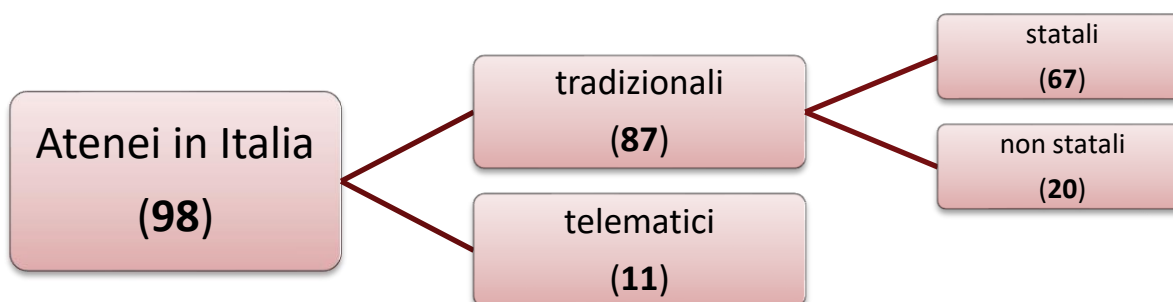 Atenei in Italia
(98)
tradizionali
(87)
telematici
(11)
statali
(67)
non statali
(20)